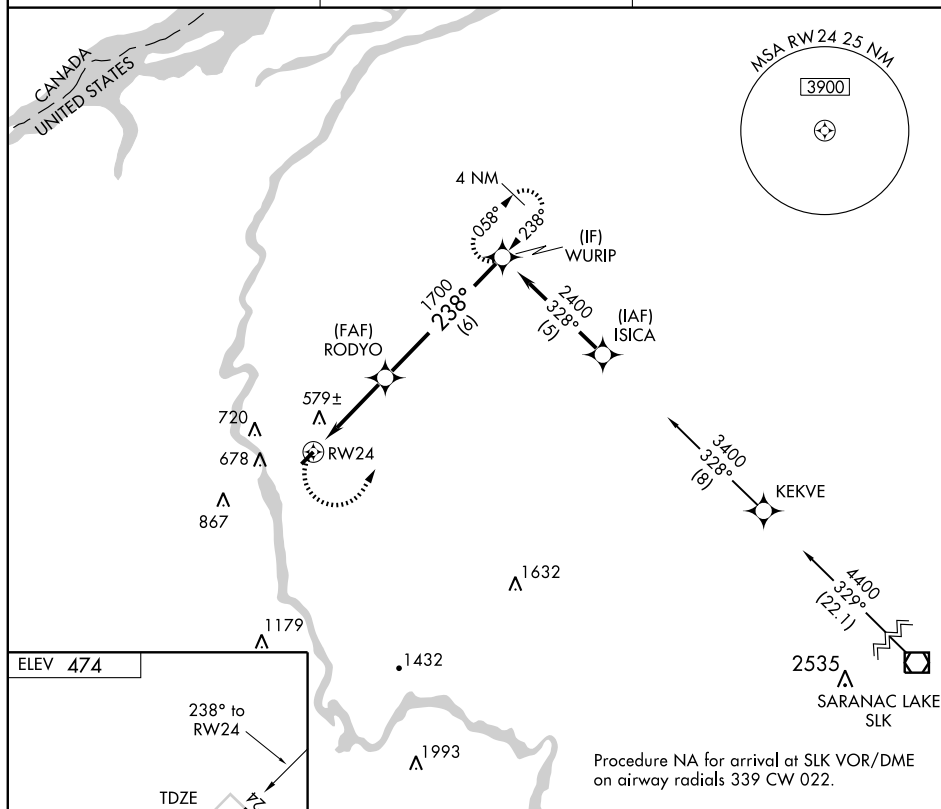 CANADA
UNITED STATES
MSA RW24 25 NM
3900
4 NM
058°
238°
(IF)
WURIP
1700
238°
(6)
2400
328°
(5)
(IAF)
ISICA
(FAF)
RODYO
579±
720
678
RW24
867
3400
328°
(8)
KEKVE
4400
329°
(22.1)
1632
1179
1432
2535
SARANAC LAKE
SLK
1993
ELEV 474
238° to
RW24
TDZE
24
Procedure NA for arrival at SLK VOR/DME
on airway radials 339 CW 022.